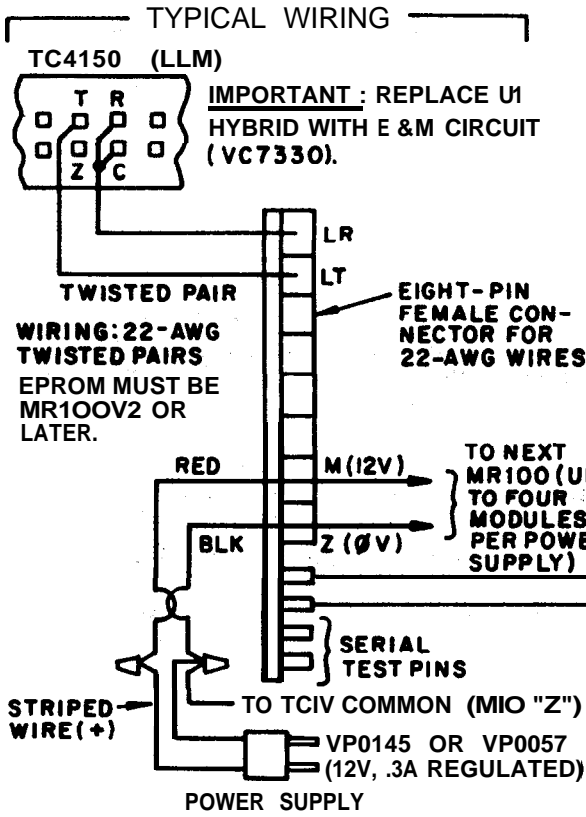 TYPICAL WIRING
TC4150 (LLM)
T R
Z C
IMPORTANT : REPLACE U1
HYBRID WITH E &M CIRCUIT
(VC7330).
LR
LT
TWISTED PAIR
EIGHT-PIN
FEMALE CON-
NECTOR FOR
22-AWG WIRES
WIRING:22-AWG
TWISTED PAIRS
EPROM MUST BE
MR100V2 OR
LATER.
RED
M(12V)
TO NEXT
MR100(U
TO FOUR
MODULES
PER POWE
SUPPLY)
BLK
Z (ØV)
SERIAL
TEST PINS
STRIPED
WIRE(+)
TO TCIV COMMON (MIO "Z")
VP0145 OR VP0057
(12V, .3A REGULATED)
POWER SUPPLY